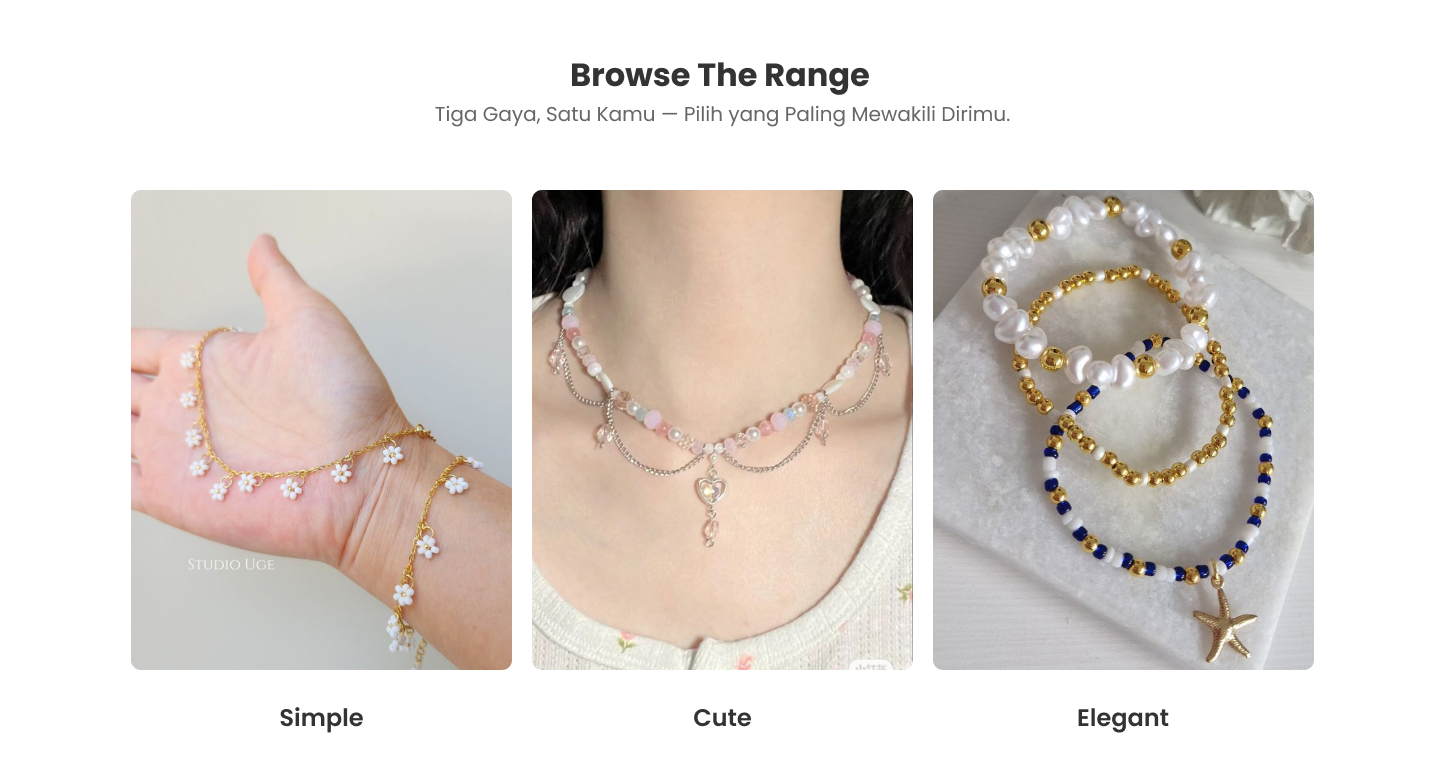 Browse The Range
Tiga Gaya, Satu Kamu — Pilih yang Paling Mewakili Dirimu.
STUDIO UGE
Simple
Cute
Elegant